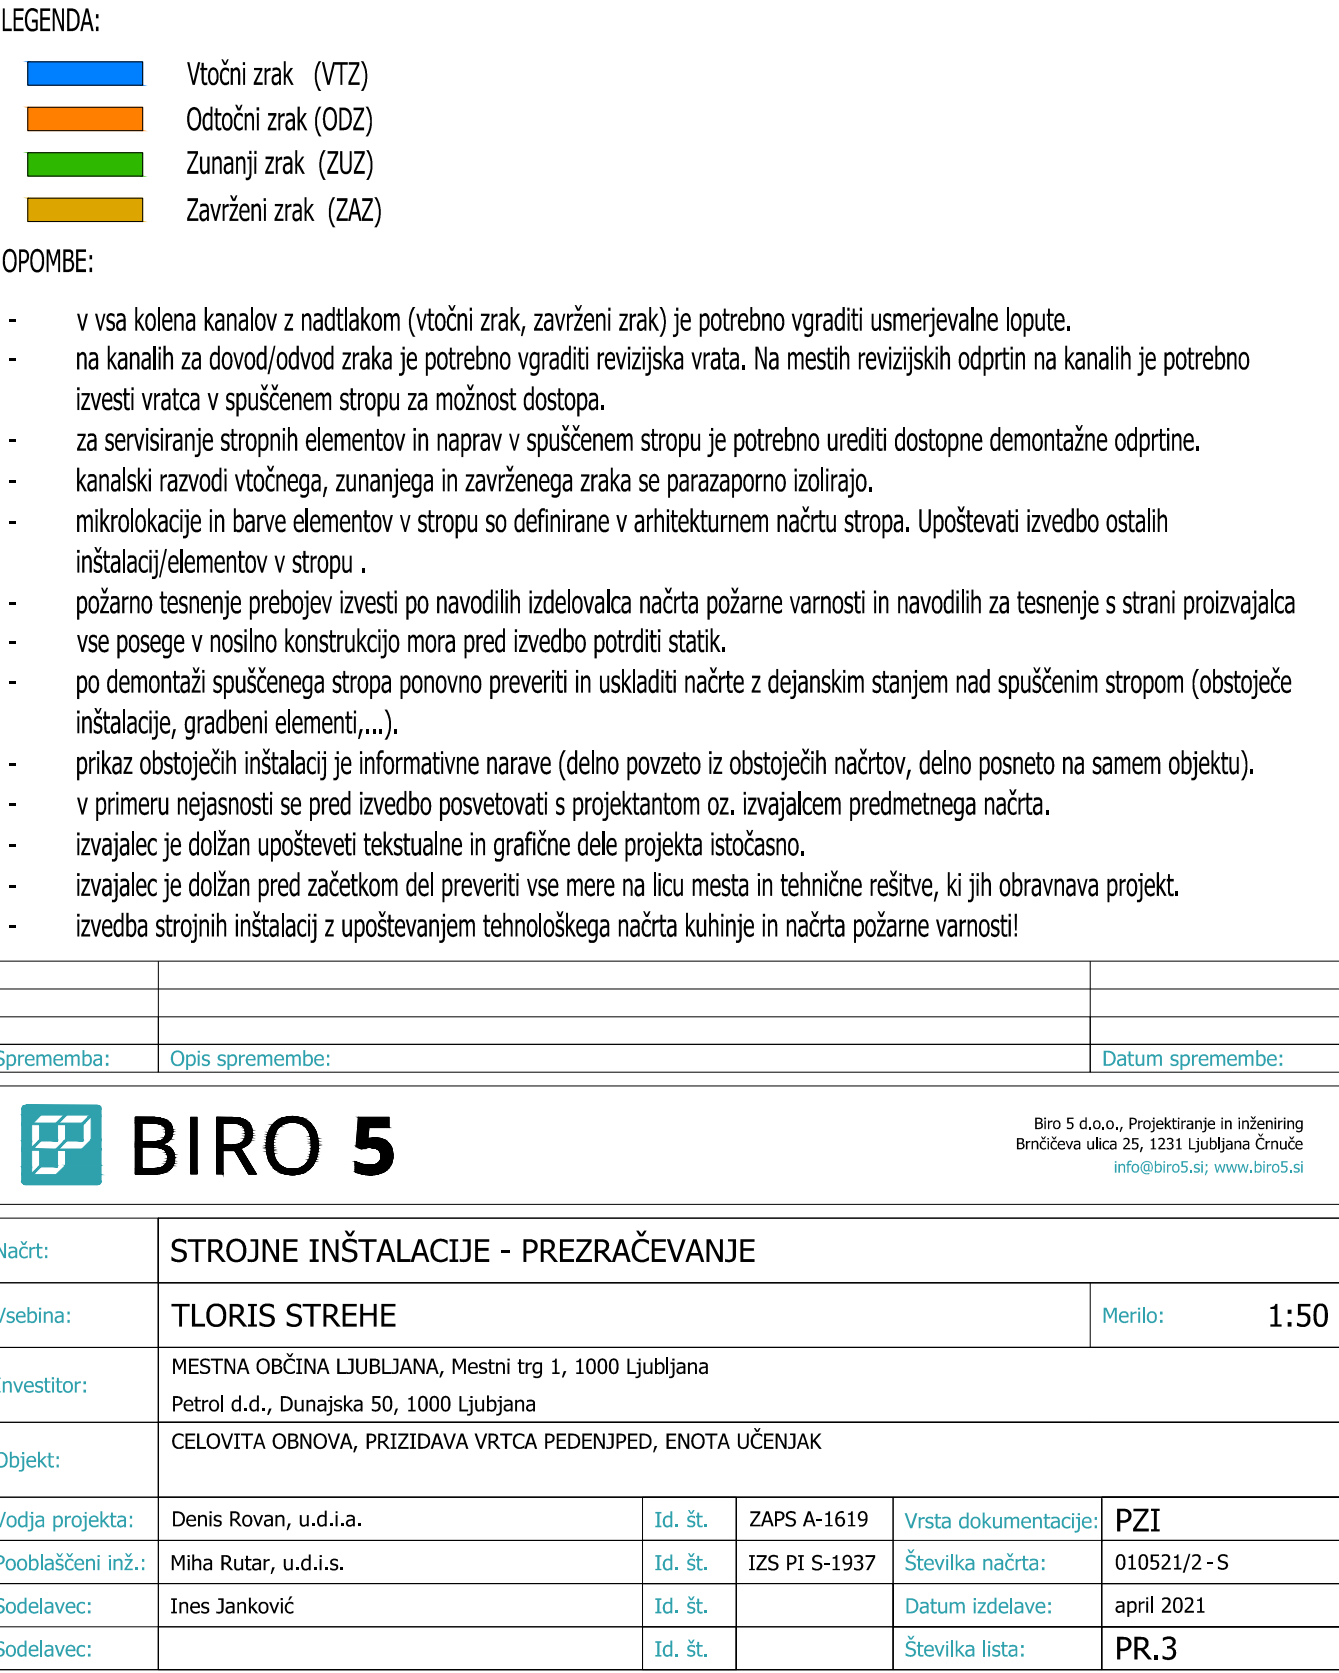 LEGENDA:
Vtočni zrak (VTZ)
Odtočni zrak (ODZ)
Zunanji zrak (ZUZ)
Zavrženi zrak (ZAZ)
OPOMBE:
- v vsa kolena kanalov z nadtlakom (vtočni zrak, zavrženi zrak) je potrebno vgraditi usmerjevalne lopute.
- na kanalih za dovod/odvod zraka je potrebno vgraditi revizijska vrata. Na mestih revizijskih odprtin na kanalih je potrebno
izvesti vratca v spuščenem stropu za možnost dostopa.
- za servisiranje stropnih elementov in naprav v spuščenem stropu je potrebno urediti dostopne demontažne odprtine.
- kanalski razvodi vtočnega, zunanjega in zavrženega zraka se parazaporno izolirajo.
- mikrolokacije in barve elementov v stropu so definirane v arhitekturnem načrtu stropa. Upoštevati izvedbo ostalih
inštalacij/elementov v stropu .
- požarno tesnenje prebojev izvesti po navodilih izdelovalca načrta požarne varnosti in navodilih za tesnenje s strani proizvajalca
- vse posege v nosilno konstrukcijo mora pred izvedbo potrditi statik.
- po demontaži spuščenega stropa ponovno preveriti in uskladiti načrte z dejanskim stanjem nad spuščenim stropom (obstoječe
inštalacije, gradbeni elementi,...).
- prikaz obstoječih inštalacij je informativne narave (delno povzeto iz obstoječih načrtov, delno posneto na samem objektu).
- v primeru nejasnosti se pred izvedbo posvetovati s projektantom oz. izvajalcem predmetnega načrta.
- izvajalec je dolžan upošteveti tekstualne in grafične dele projekta istočasno.
- izvajalec je dolžan pred začetkom del preveriti vse mere na licu mesta in tehnične rešitve, ki jih obravnava projekt.
- izvedba strojnih inštalacij z upoštevanjem tehnološkega načrta kuhinje in načrta požarne varnosti!
Sprememba: Opis spremembe: Datum spremembe:
BIRO 5
Biro 5 d.o.o., Projektiranje in inženiring
Brnčičeva ulica 25, 1231 Ljubljana Črnuče
info@biro5.si; www.biro5.si
Načrt: STROJNE INŠTALACIJE - PREZRAČEVANJE
Vsebina: TLORIS STREHE Merilo: 1:50
Investitor: MESTNA OBČINA LJUBLJANA, Mestni trg 1, 1000 Ljubljana
Petrol d.d., Dunajska 50, 1000 Ljubjana
Objekt: CELOVITA OBNOVA, PRIZIDAVA VRTCA PEDENJPED, ENOTA UČENJAK
Vodja projekta: Denis Rovan, u.d.i.a. Id. št. ZAPS A-1619 Vrsta dokumentacije: PZI
Pooblaščeni inž.: Miha Rutar, u.d.i.s. Id. št. IZS PI S-1937 Številka načrta: 010521/2 - S
Sodelavec: Ines Janković Id. št. Datum izdelave: april 2021
Sodelavec: Id. št. Številka lista: PR.3